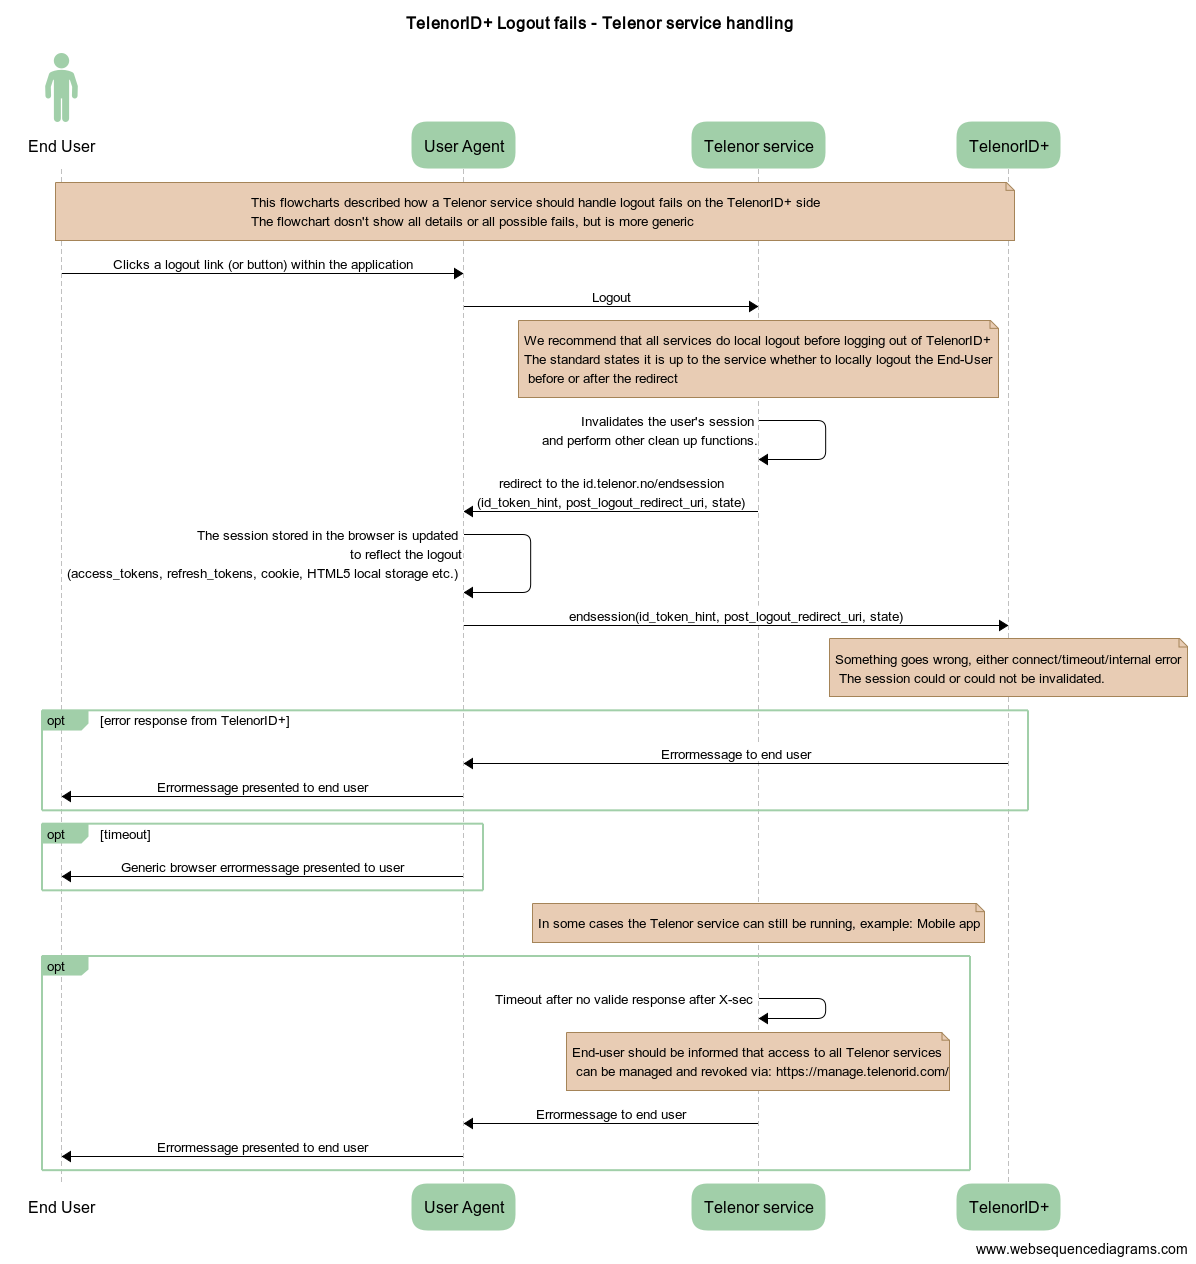 TelenorID+ Logout fails - Telenor service handling
End User
User Agent
Telenor service
TelenorID+
This flowcharts described how a Telenor service should handle logout fails on the TelenorID+ side
The flowchart dosn't show all details or all possible fails, but is more generic
Clicks a logout link (or button) within the application
Logout
We recommend that all services do local logout before logging out of TelenorID+
The standard states it is up to the service whether to locally logout the End-User
before or after the redirect
Invalidates the user's session
and perform other clean up functions.
redirect to the id.telenor.no/endsession
(id_token_hint, post_logout_redirect_uri, state)
The session stored in the browser is updated
to reflect the logout
(access_tokens, refresh_tokens, cookie, HTML5 local storage etc.)
endsession(id_token_hint, post_logout_redirect_uri, state)
Something goes wrong, either connect/timeout/internal error
The session could or could not be invalidated.
opt [error response from TelenorID+]
Errormessage to end user
Errormessage presented to end user
opt [timeout]
Generic browser errormessage presented to user
In some cases the Telenor service can still be running, example: Mobile app
opt
Timeout after no valide response after X-sec
End-user should be informed that access to all Telenor services
can be managed and revoked via: https://manage.telenorid.com/
Errormessage to end user
Errormessage presented to end user
End User
User Agent
Telenor service
TelenorID+
www.websequencediagrams.com